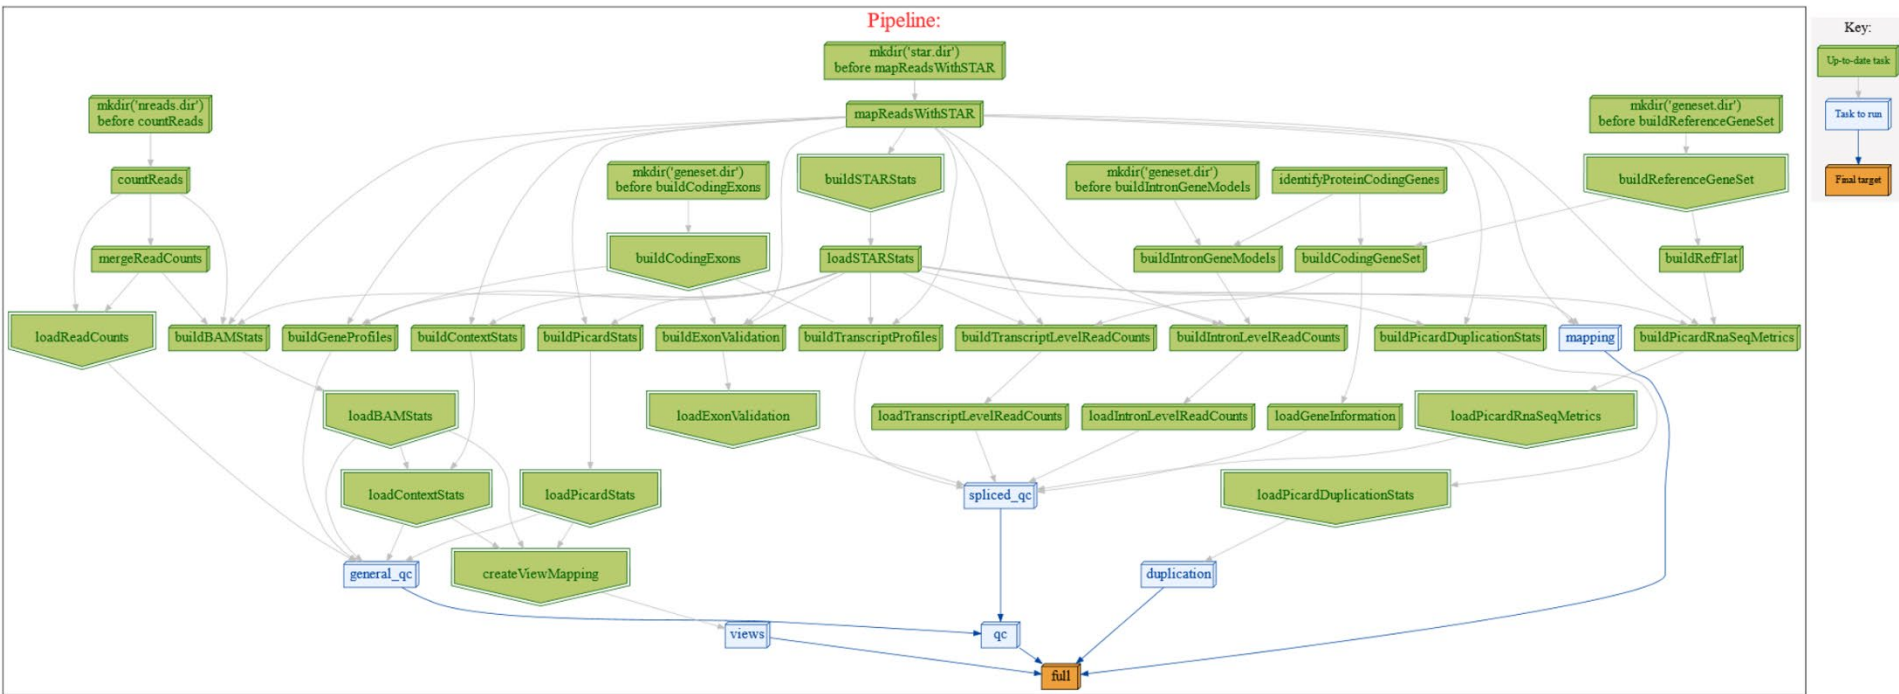 Pipeline:
Key:
mkdir('star.dir')
before mapReadsWithSTAR
Up-to-date task
mkdir('nreads.dir')
before countReads
mapReadsWithSTAR
mkdir('geneset.dir')
before buildReferenceGeneSet
Task to run
countReads
mkdir('geneset.dir')
before buildCodingExons
buildSTARStats
mkdir('geneset.dir')
before buildIntronGeneModels
identifyProteinCodingGenes
buildReferenceGeneSet
Final target
mergeReadCounts
buildCodingExons
loadSTARStats
buildIntronGeneModels
buildCodingGeneSet
buildRefFlat
loadReadCounts
buildBAMStats
buildGeneProfiles
buildContextStats
buildPicardStats
buildExonValidation
buildTranscriptProfiles
buildTranscriptLevelReadCounts
buildIntronLevelReadCounts
buildPicardDuplicationStats
mapping
buildPicardRnaSeqMetrics
loadBAMStats
loadExonValidation
loadTranscriptLevelReadCounts
loadIntronLevelReadCounts
loadGeneInformation
loadPicardRnaSeqMetrics
loadContextStats
loadPicardStats
spliced_qc
loadPicardDuplicationStats
general_qc
createViewMapping
duplication
views
qc
full